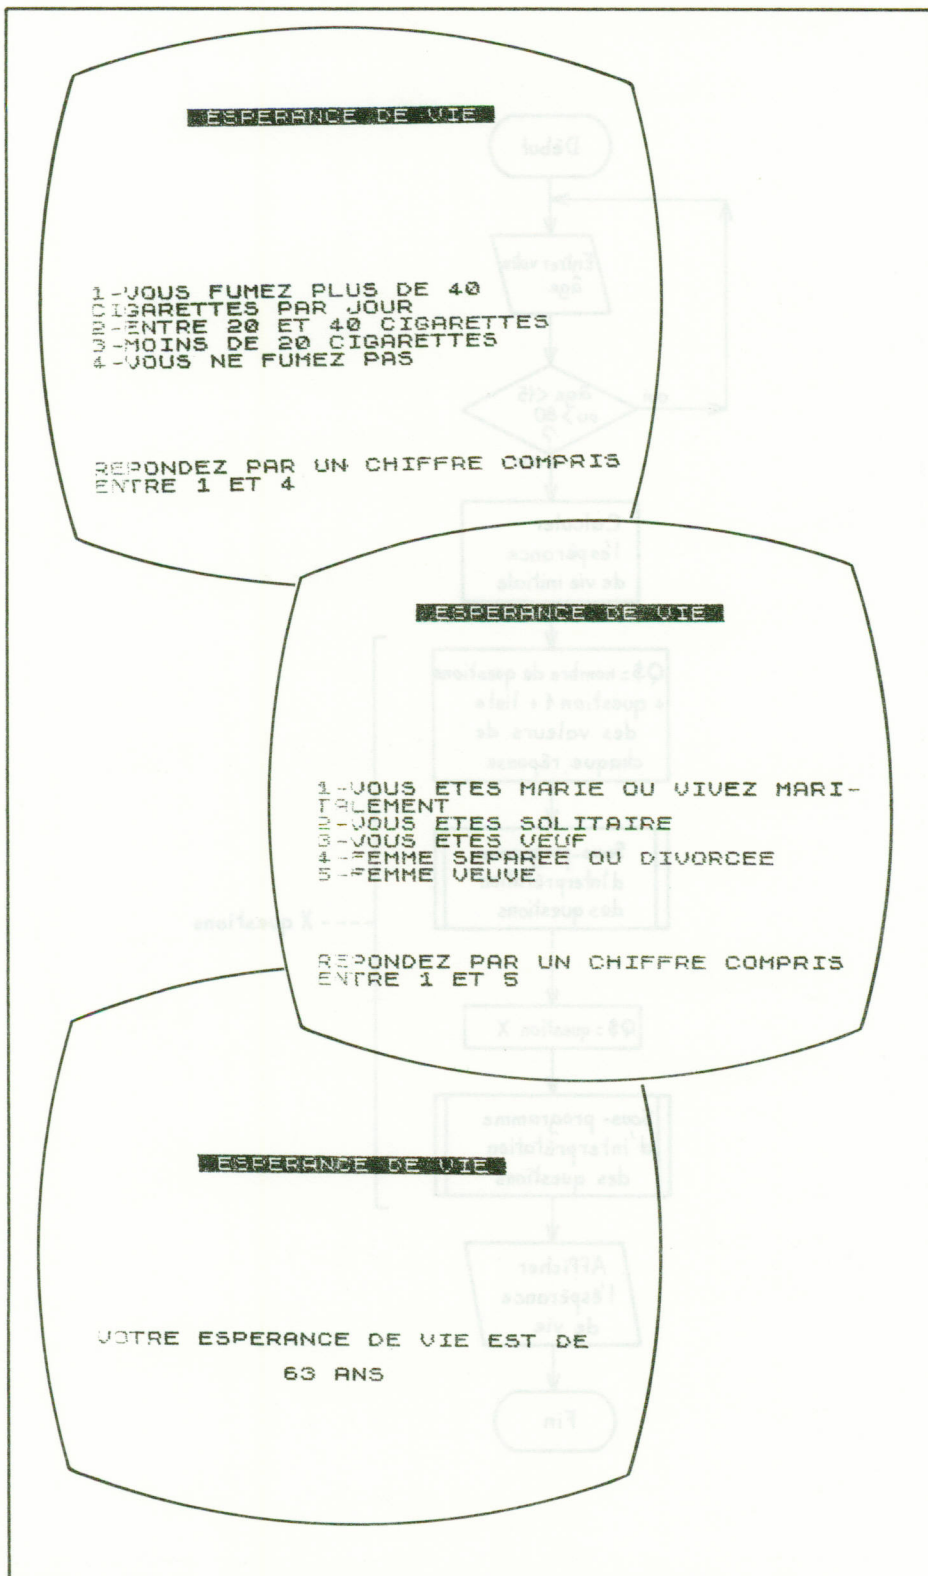 ESPERANCE DE VIE
1-VOUS FUMEZ PLUS DE 40
CIGARETTES PAR JOUR
2-ENTRE 20 ET 40 CIGARETTES
3-MOINS DE 20 CIGARETTES
4-VOUS NE FUMEZ PAS
REPONDEZ PAR UN CHIFFRE COMPRIS
ENTRE 1 ET 4
ESPERANCE DE VIE
1-VOUS ETES MARIE OU VIVEZ MARI-
TALEMENT
2-VOUS ETES SOLITAIRE
3-VOUS ETES VEUF
4-FEMME SEPAREE OU DIVORCEE
5-FEMME VEUVE
REPONDEZ PAR UN CHIFFRE COMPRIS
ENTRE 1 ET 5
ESPERANCE DE VIE
VOTRE ESPERANCE DE VIE EST DE
63 ANS